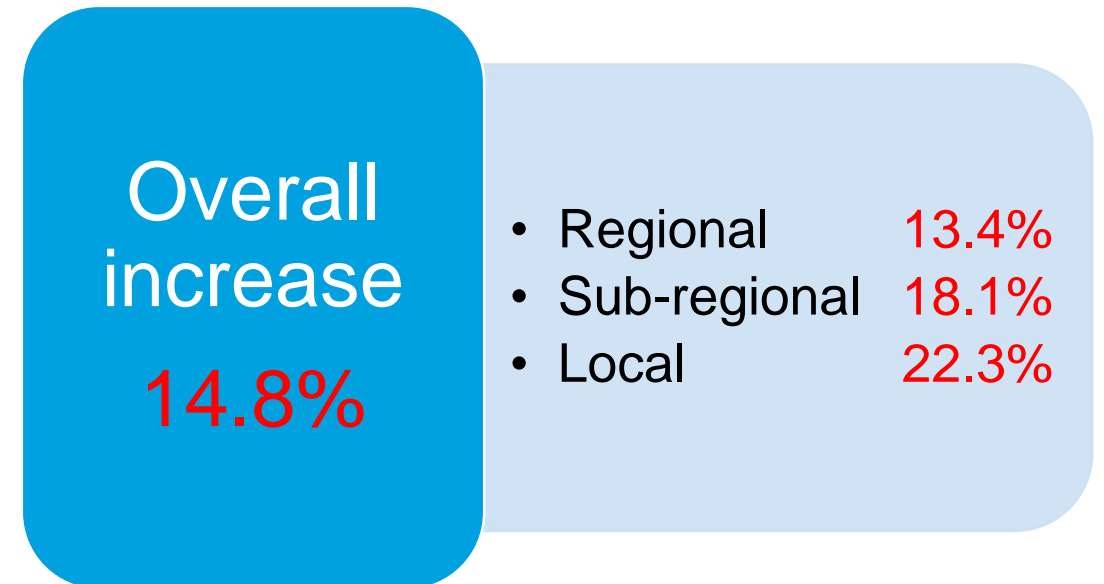 Overall
increase
14.8%
• Regional 13.4%
• Sub-regional 18.1%
• Local 22.3%